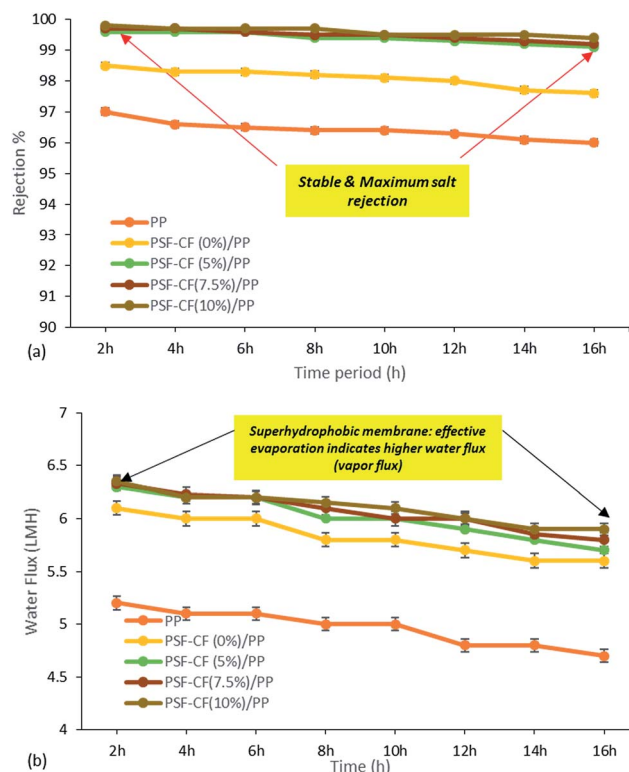 100
99
98
97
96
95
94
93
92
91
90
Rejection %
Stable & Maximum salt
rejection
PP
PSF-CF (0%)/PP
PSF-CF (5%)/PP
PSF-CF(7.5%)/PP
PSF-CF(10%)/PP
2h 4h 6h 8h 10h 12h 14h 16h
Time period (h)
(a)
7
6.5
6
5.5
5
4.5
4
Water Flux (LMH)
Superhydrophobic membrane: effective
evaporation indicates higher water flux
(vapor flux)
PP
PSF-CF (0%)/PP
PSF-CF (5%)/PP
PSF-CF(7.5%)/PP
PSF-CF(10%)/PP
2h 4h 6h 8h 10h 12h 14h 16h
Time (h)
(b)